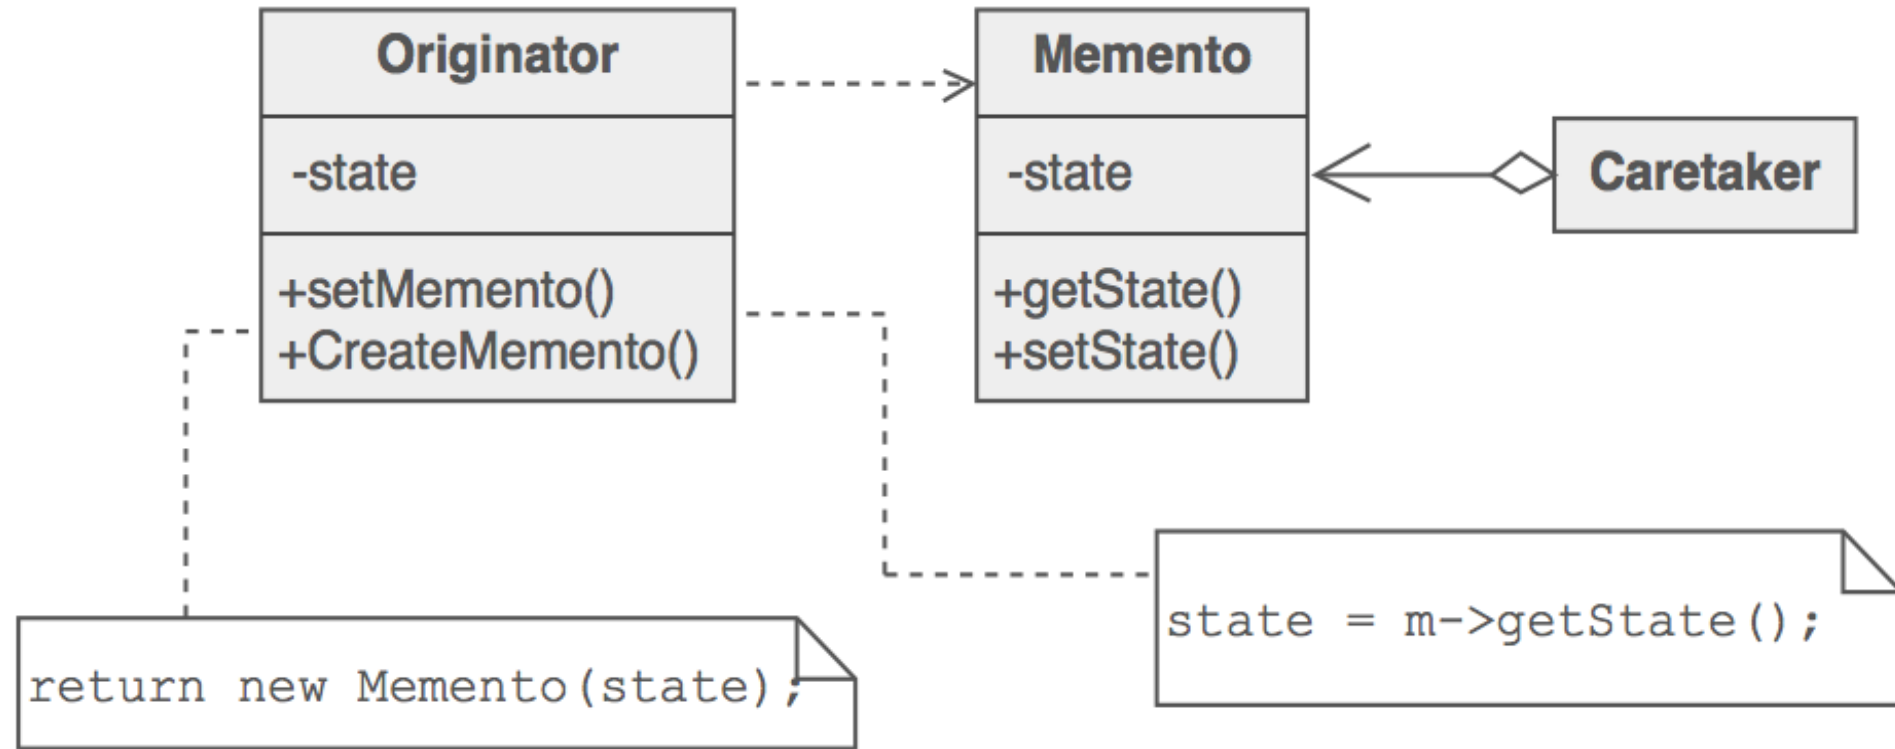 Originator
-state
+setMemento()
+CreateMemento()
Memento
-state
+getState()
+setState()
Caretaker
return new Memento(state);
state = m->getState();